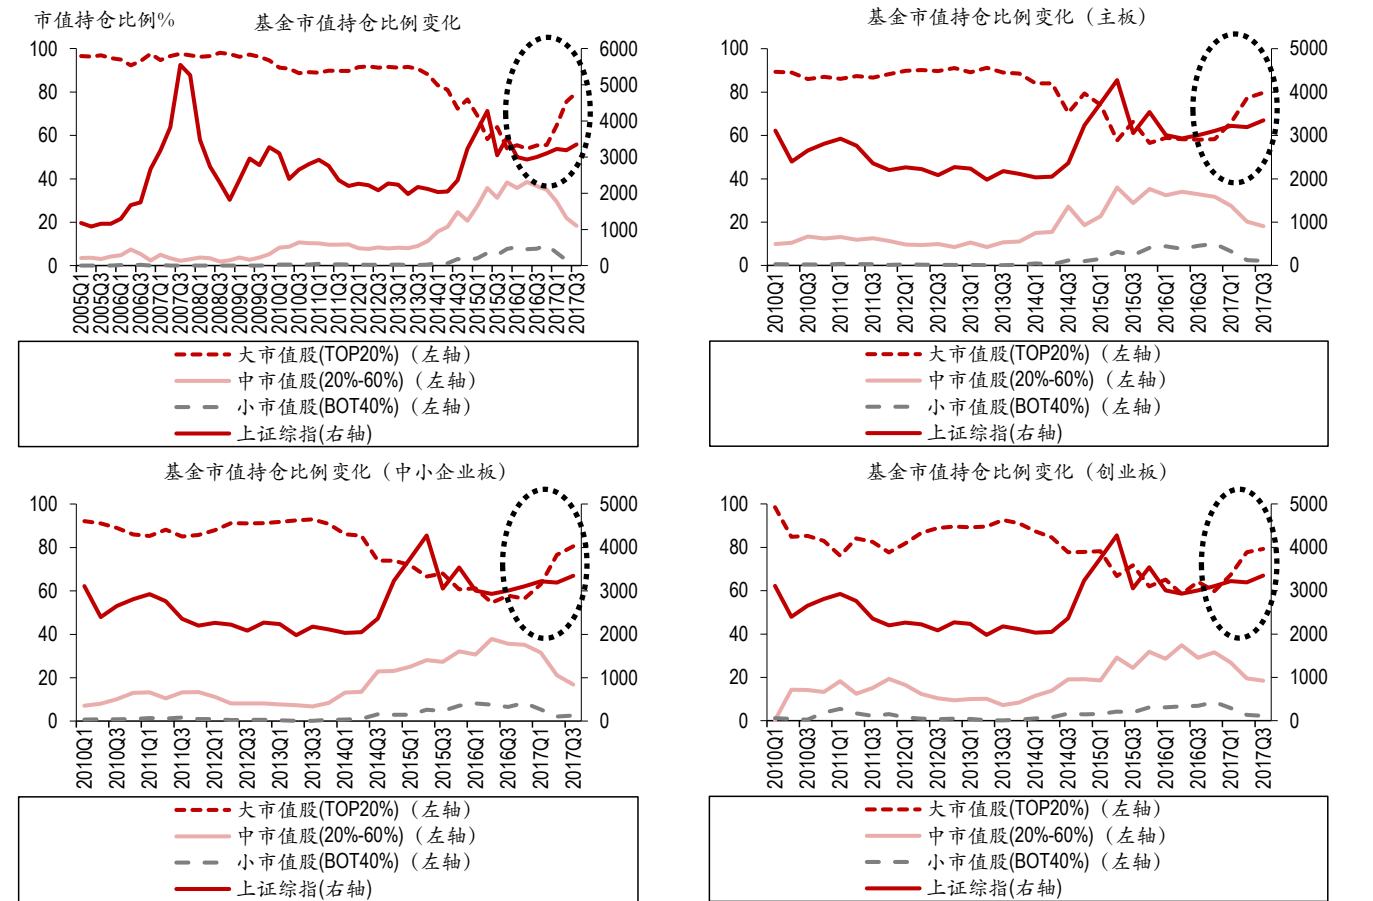 市值持仓比例%
基金市值持仓比例变化
100
80
60
40
20
0
6000
5000
4000
3000
2000
1000
0
2005Q1
2005Q3
2006Q1
2006Q3
2007Q1
2007Q3
2008Q1
2008Q3
2009Q1
2009Q3
2010Q1
2010Q3
2011Q1
2011Q3
2012Q1
2012Q3
2013Q1
2013Q3
2014Q1
2014Q3
2015Q1
2015Q3
2016Q1
2016Q3
2017Q1
2017Q3
大市值股(TOP20%)（左轴）
中市值股(20%-60%)（左轴）
小市值股(BOT40%)（左轴）
上证综指(右轴)
基金市值持仓比例变化（主板）
100
80
60
40
20
0
5000
4000
3000
2000
1000
0
2010Q1
2010Q3
2011Q1
2011Q3
2012Q1
2012Q3
2013Q1
2013Q3
2014Q1
2014Q3
2015Q1
2015Q3
2016Q1
2016Q3
2017Q1
2017Q3
大市值股(TOP20%)（左轴）
中市值股(20%-60%)（左轴）
小市值股(BOT40%)（左轴）
上证综指(右轴)
基金市值持仓比例变化（中小企业板）
100
80
60
40
20
0
5000
4000
3000
2000
1000
0
2010Q1
2010Q3
2011Q1
2011Q3
2012Q1
2012Q3
2013Q1
2013Q3
2014Q1
2014Q3
2015Q1
2015Q3
2016Q1
2016Q3
2017Q1
2017Q3
大市值股(TOP20%)（左轴）
中市值股(20%-60%)（左轴）
小市值股(BOT40%)（左轴）
上证综指(右轴)
基金市值持仓比例变化（创业板）
100
80
60
40
20
0
5000
4000
3000
2000
1000
0
2010Q1
2010Q3
2011Q1
2011Q3
2012Q1
2012Q3
2013Q1
2013Q3
2014Q1
2014Q3
2015Q1
2015Q3
2016Q1
2016Q3
2017Q1
2017Q3
大市值股(TOP20%)（左轴）
中市值股(20%-60%)（左轴）
小市值股(BOT40%)（左轴）
上证综指(右轴)